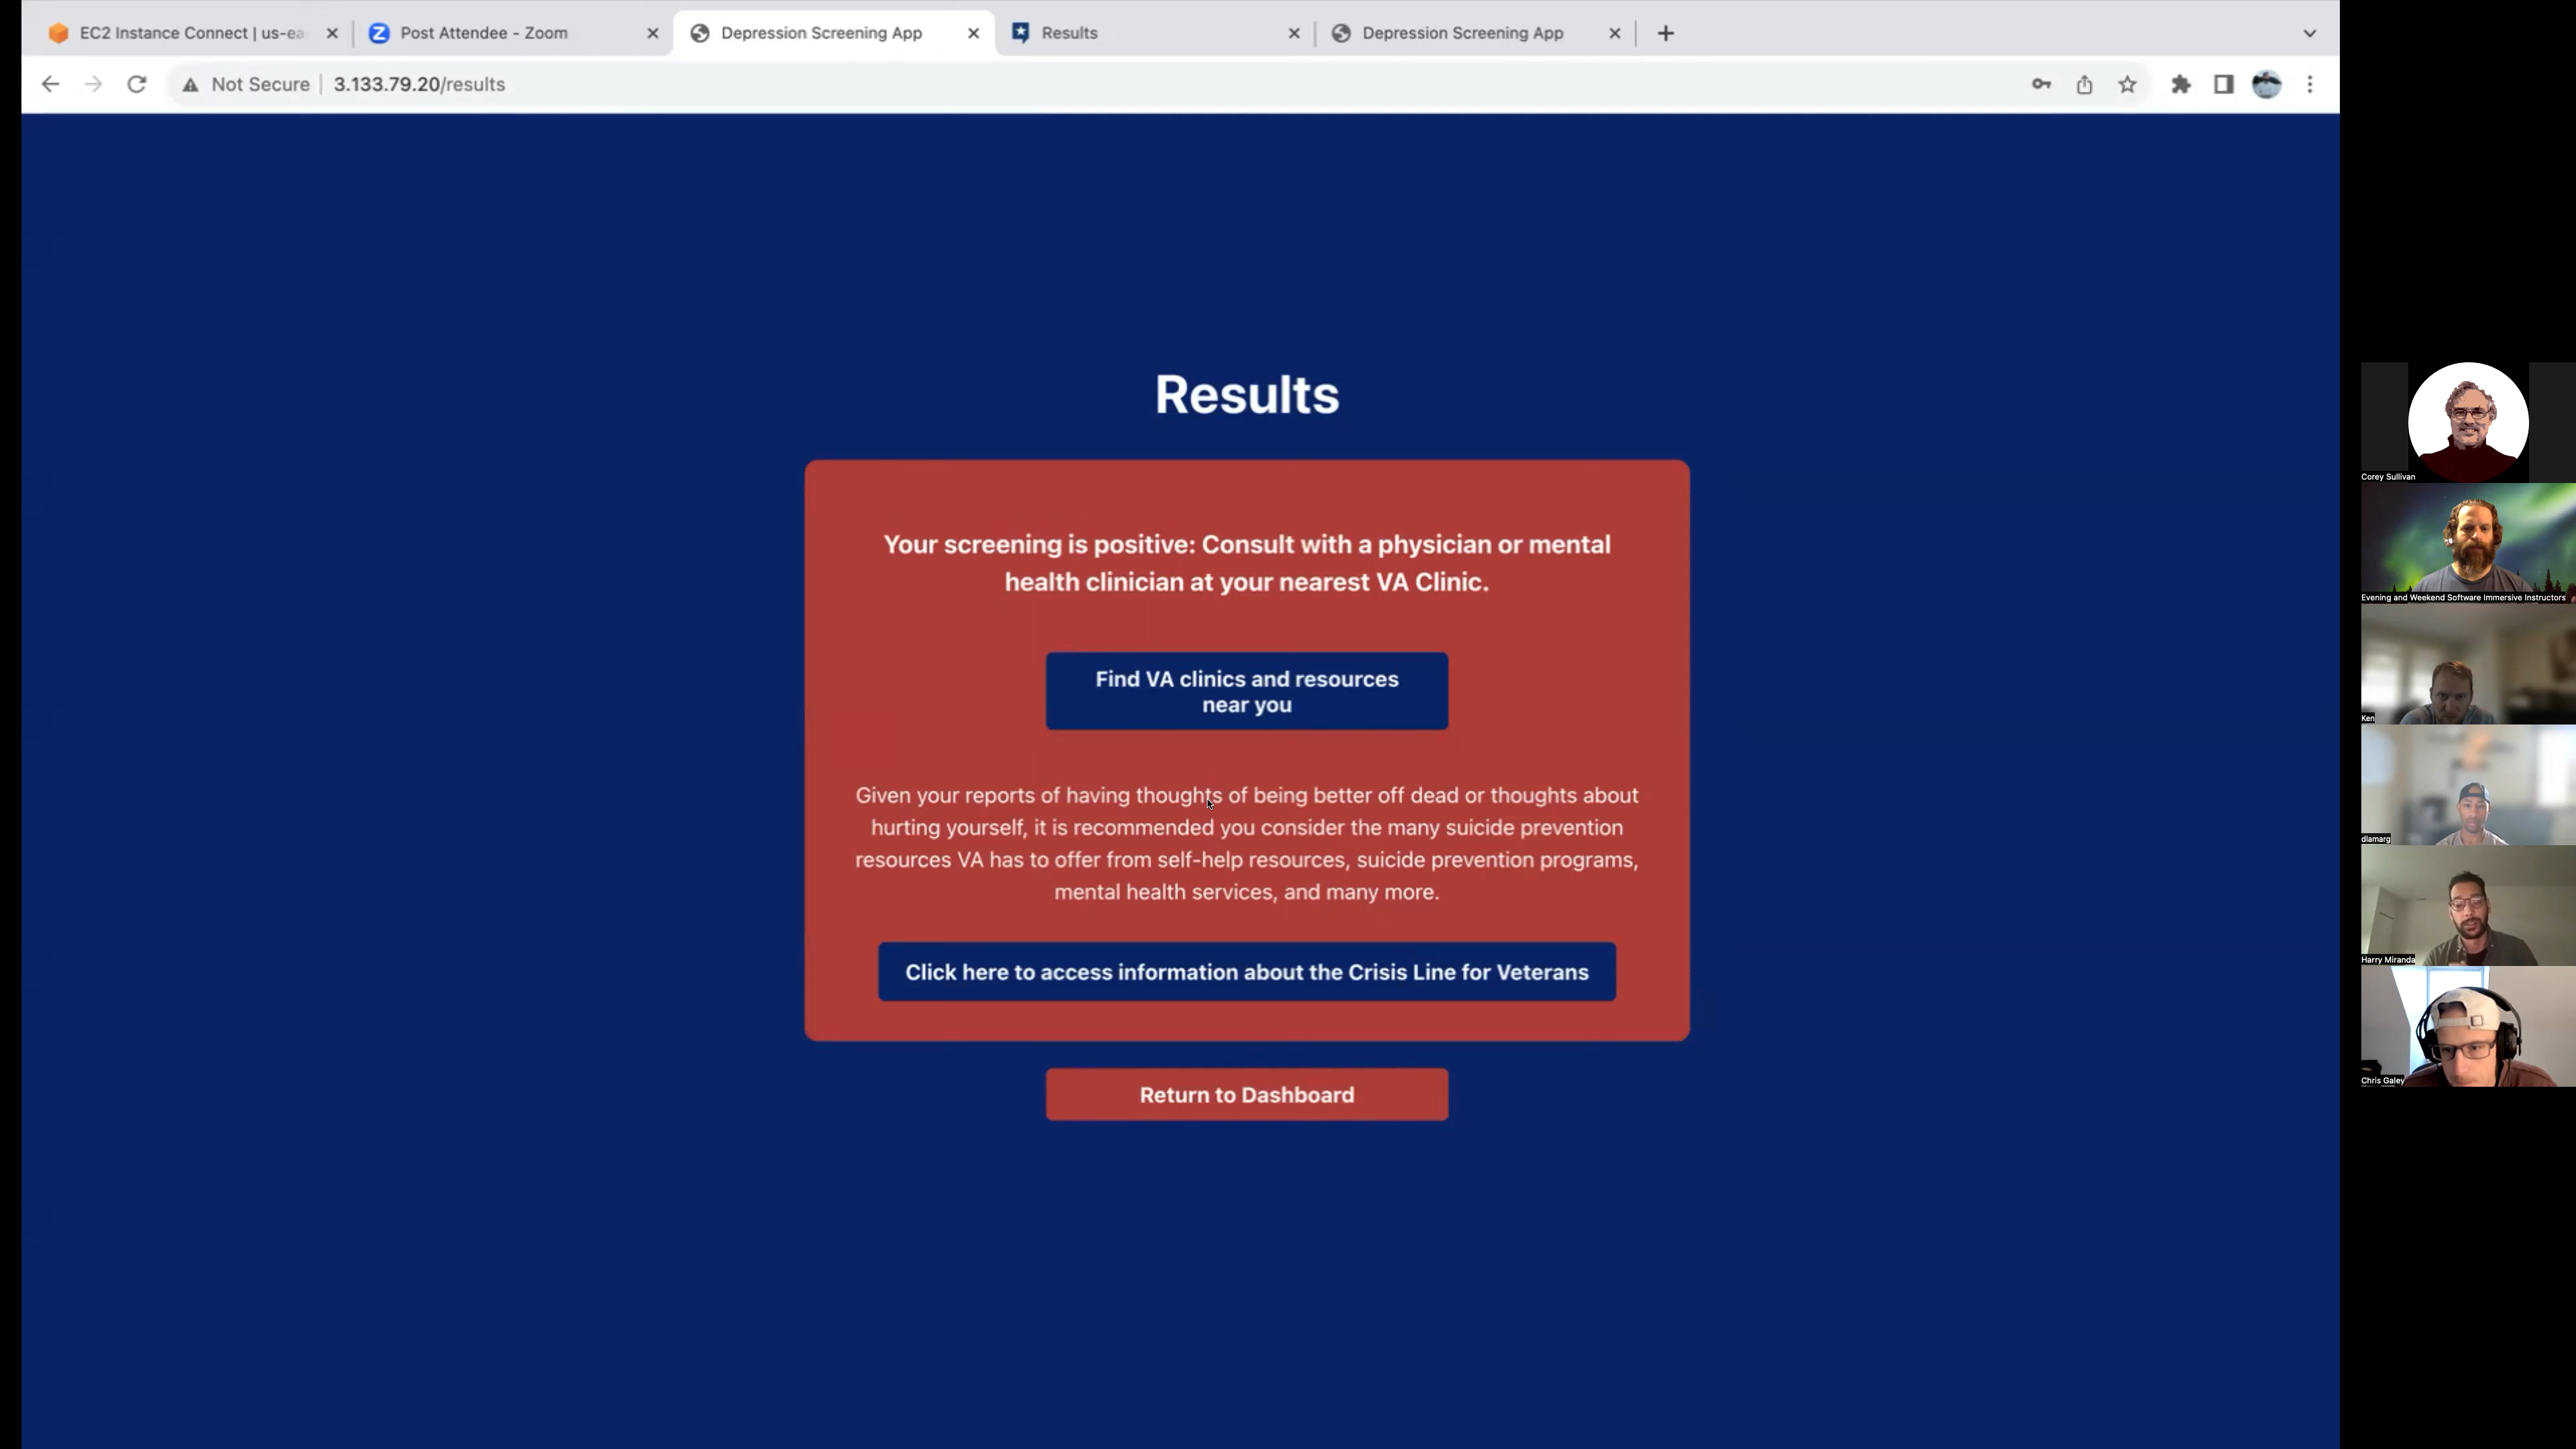 EC2 Instance Connect | us-ea
Post Attendee - Zoom
Depression Screening App
Results
Depression Screening App
Not Secure
3.133.79.20/results
Results
Your screening is positive: Consult with a physician or mental
health clinician at your nearest VA Clinic.
Find VA clinics and resources
near you
Given your reports of having thoughts of being better off dead or thoughts about
hurting yourself, it is recommended you consider the many suicide prevention
resources VA has to offer from self-help resources, suicide prevention programs,
mental health services, and many more.
Click here to access information about the Crisis Line for Veterans
Return to Dashboard
Corey Sullivan
Evening and Weekend Software Immersive Instructors
Ken
dlamarg
Harry Miranda
Chris Galey